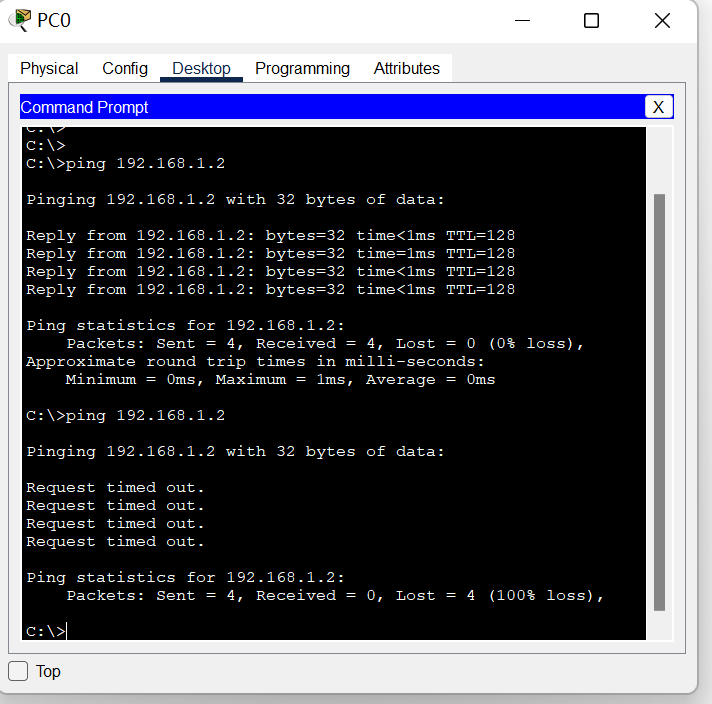 PC0
Physical Config Desktop Programming Attributes
Command Prompt X
C:\>
C:\>
C:\>ping 192.168.1.2
Pinging 192.168.1.2 with 32 bytes of data:
Reply from 192.168.1.2: bytes=32 time<1ms TTL=128
Reply from 192.168.1.2: bytes=32 time=1ms TTL=128
Reply from 192.168.1.2: bytes=32 time<1ms TTL=128
Reply from 192.168.1.2: bytes=32 time<1ms TTL=128
Ping statistics for 192.168.1.2:
Packets: Sent = 4, Received = 4, Lost = 0 (0% loss),
Approximate round trip times in milli-seconds:
Minimum = 0ms, Maximum = 1ms, Average = 0ms
C:\>ping 192.168.1.2
Pinging 192.168.1.2 with 32 bytes of data:
Request timed out.
Request timed out.
Request timed out.
Request timed out.
Ping statistics for 192.168.1.2:
Packets: Sent = 4, Received = 0, Lost = 4 (100% loss),
C:\>
Top